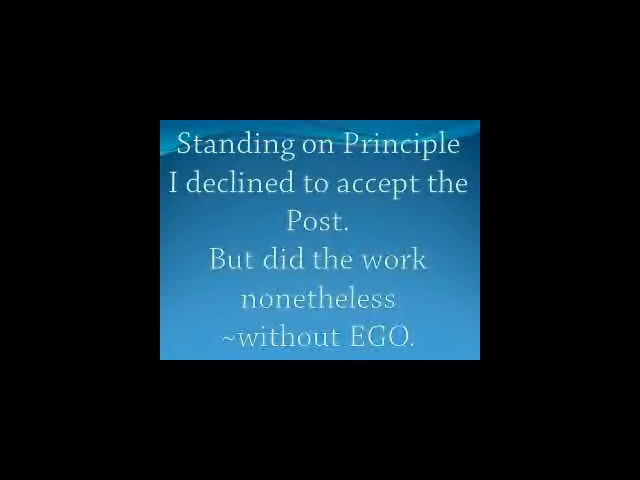 Standing on Principle
I declined to accept the
Post.
But did the work
nonetheless
~without EGO.